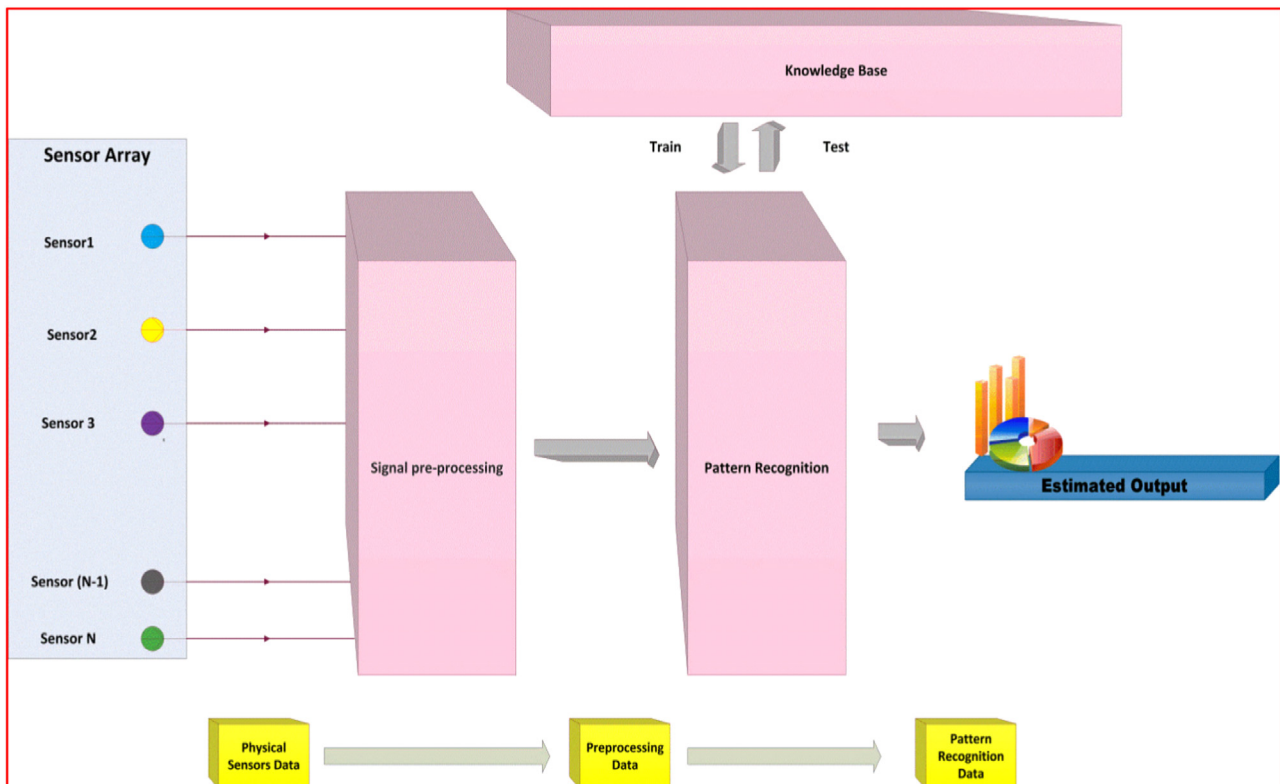 Knowledge Base
Train
Test
Sensor Array
Sensor1
Sensor2
Sensor 3
Sensor (N-1)
Sensor N
Signal pre-processing
Pattern Recognition
Estimated Output
Physical
Sensors Data
Preprocessing
Data
Pattern
Recognition
Data